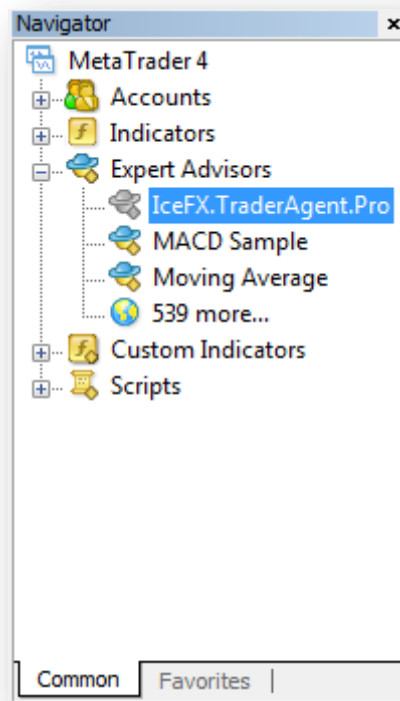 Navigator
MetaTrader 4
Accounts
Indicators
Expert Advisors
IceFX.TraderAgent.Pro
MACD Sample
Moving Average
539 more...
Custom Indicators
Scripts
Common Favorites